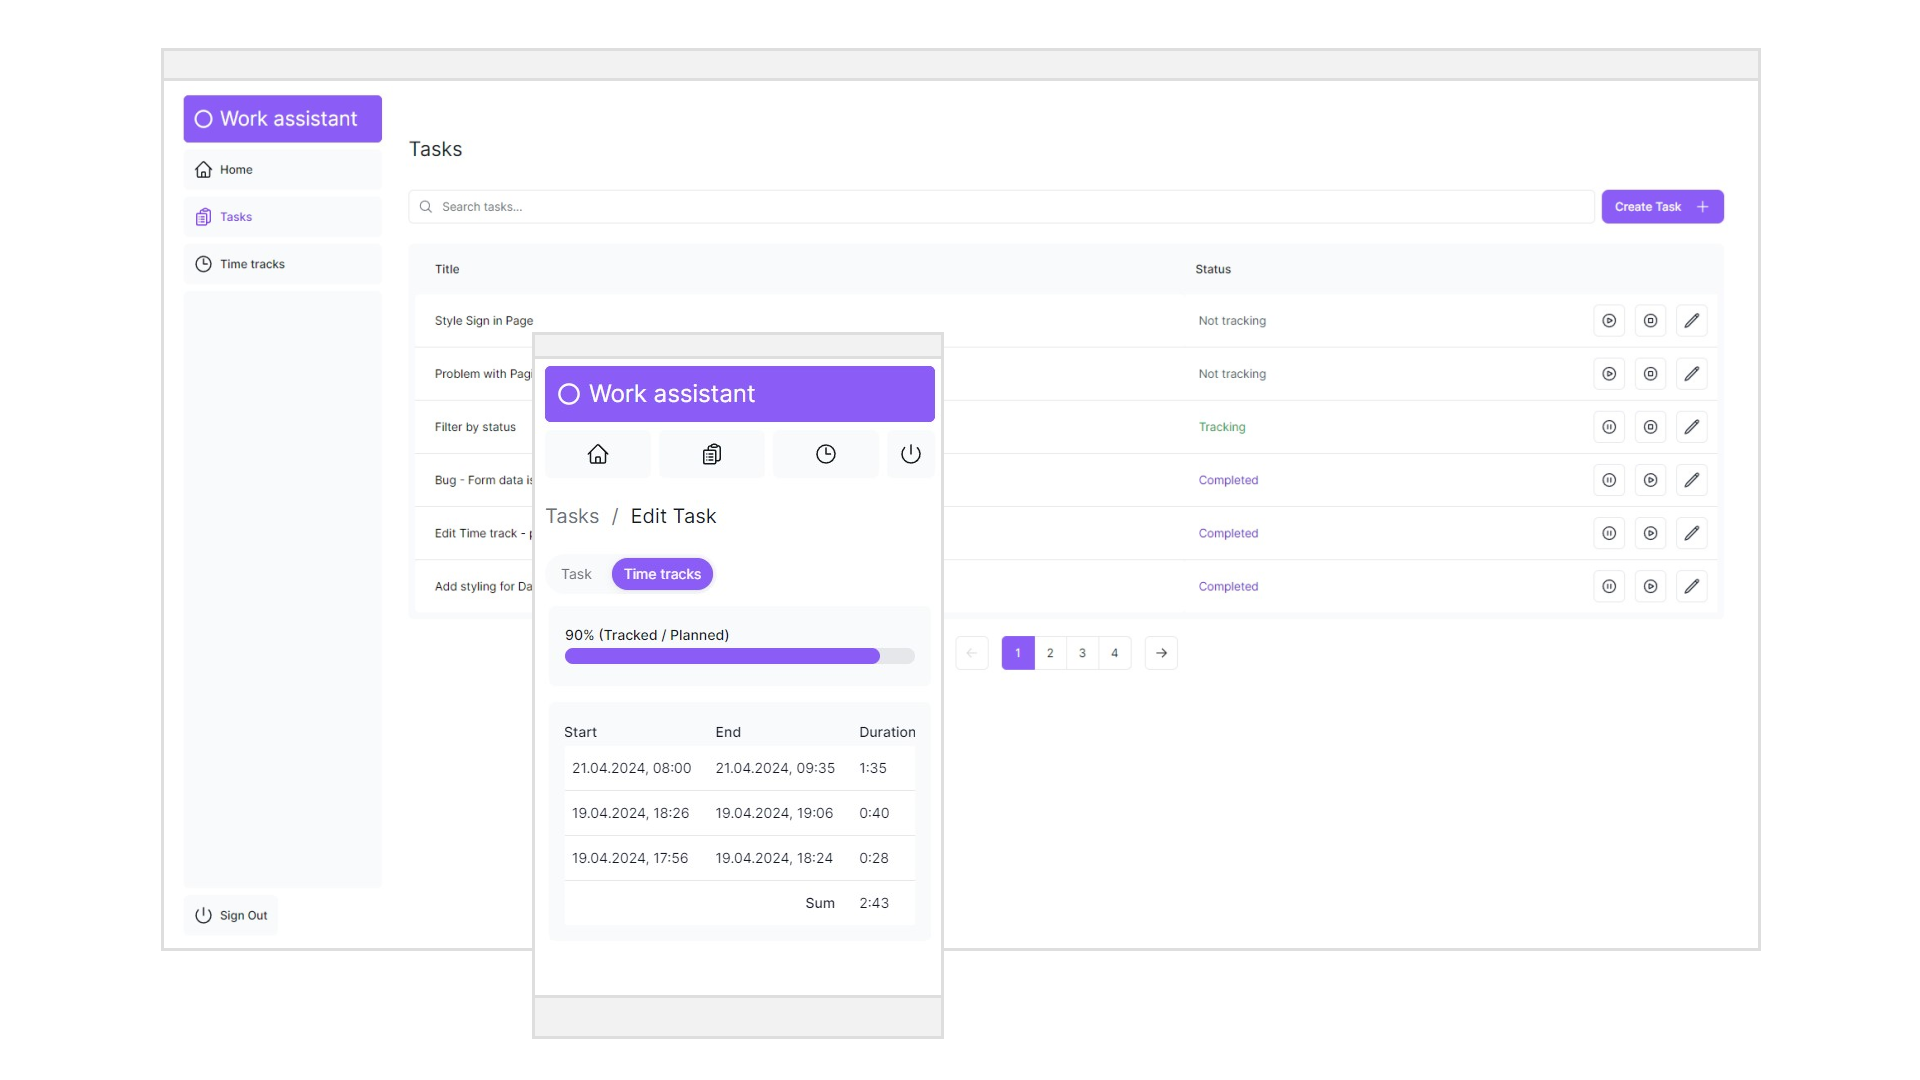 Work assistant
Home
Tasks
Time tracks
Sign Out
Tasks
Search tasks...
Create Task
Title Status
Style Sign in Page Not tracking
Problem with Pagi Not tracking
Filter by status Tracking
Bug - Form data is Completed
Edit Time track - Completed
Add styling for Da Completed
1 2 3 4
Work assistant
Tasks / Edit Task
Task Time tracks
90% (Tracked / Planned)
Start End Duration
21.04.2024, 08:00 21.04.2024, 09:35 1:35
19.04.2024, 18:26 19.04.2024, 19:06 0:40
19.04.2024, 17:56 19.04.2024, 18:24 0:28
Sum 2:43